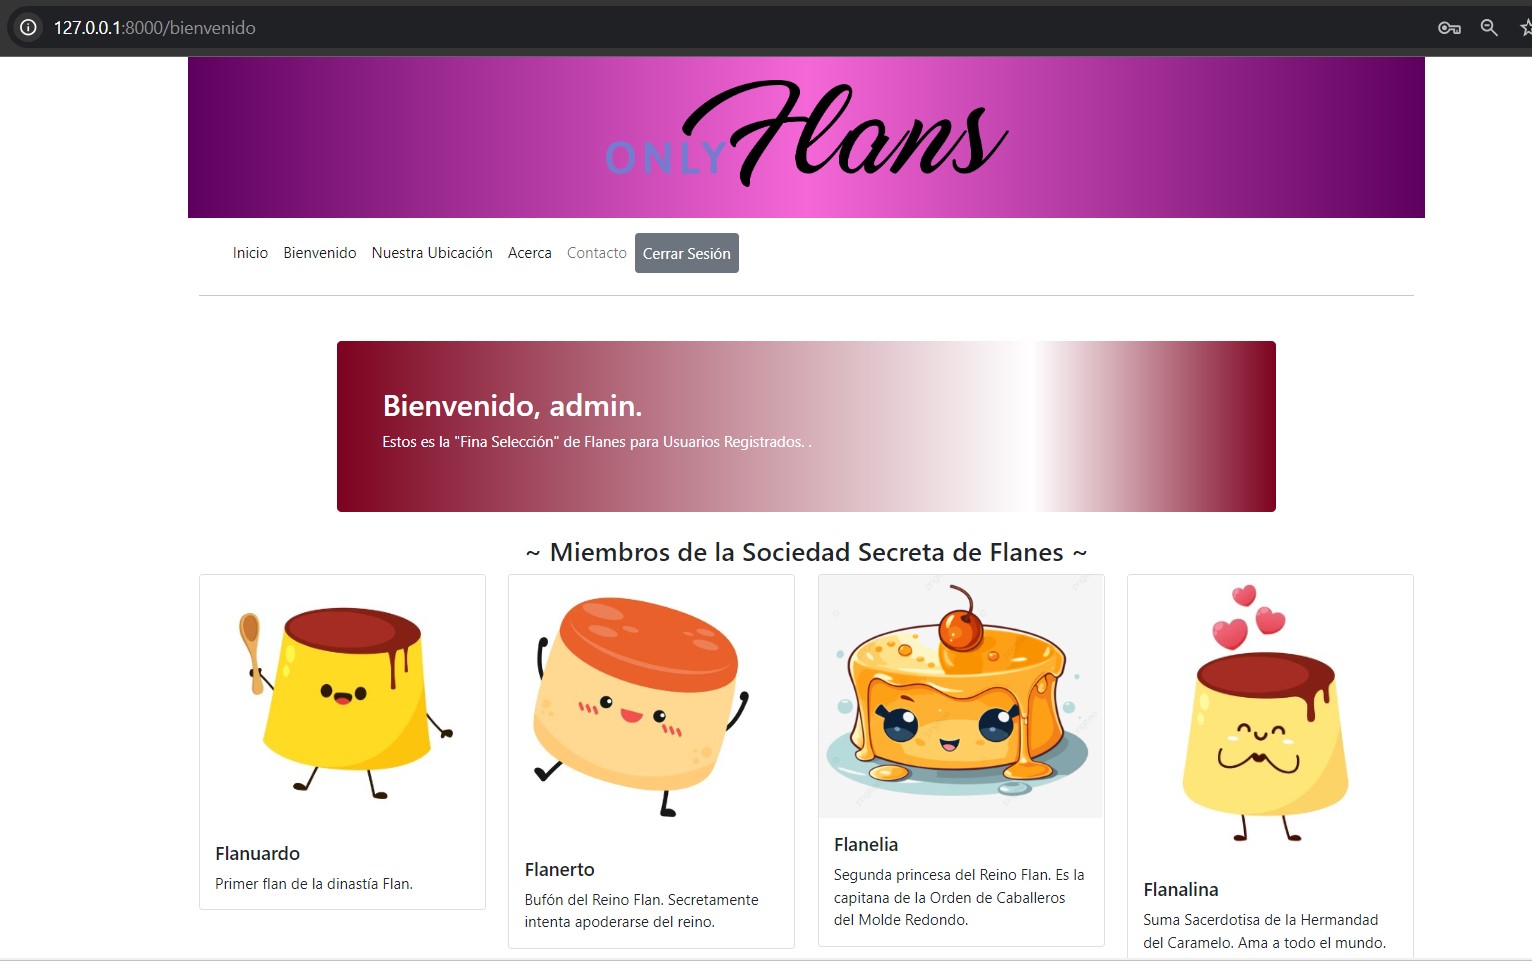 127.0.0.1:8000/bienvenido
ONLY Flans
Inicio Bienvenido Nuestra Ubicación Acerca Contacto Cerrar Sesión
Bienvenido, admin.
Estos es la "Fina Selección" de Flanes para Usuarios Registrados. .
~ Miembros de la Sociedad Secreta de Flanes ~
Flanuardo
Primer flan de la dinastía Flan.
Flanerto
Bufón del Reino Flan. Secretamente
intenta apoderarse del reino.
Flanelia
Segunda princesa del Reino Flan. Es la
capitana de la Orden de Caballeros
del Molde Redondo.
Flanalina
Suma Sacerdotisa de la Hermandad
del Caramelo. Ama a todo el mundo.